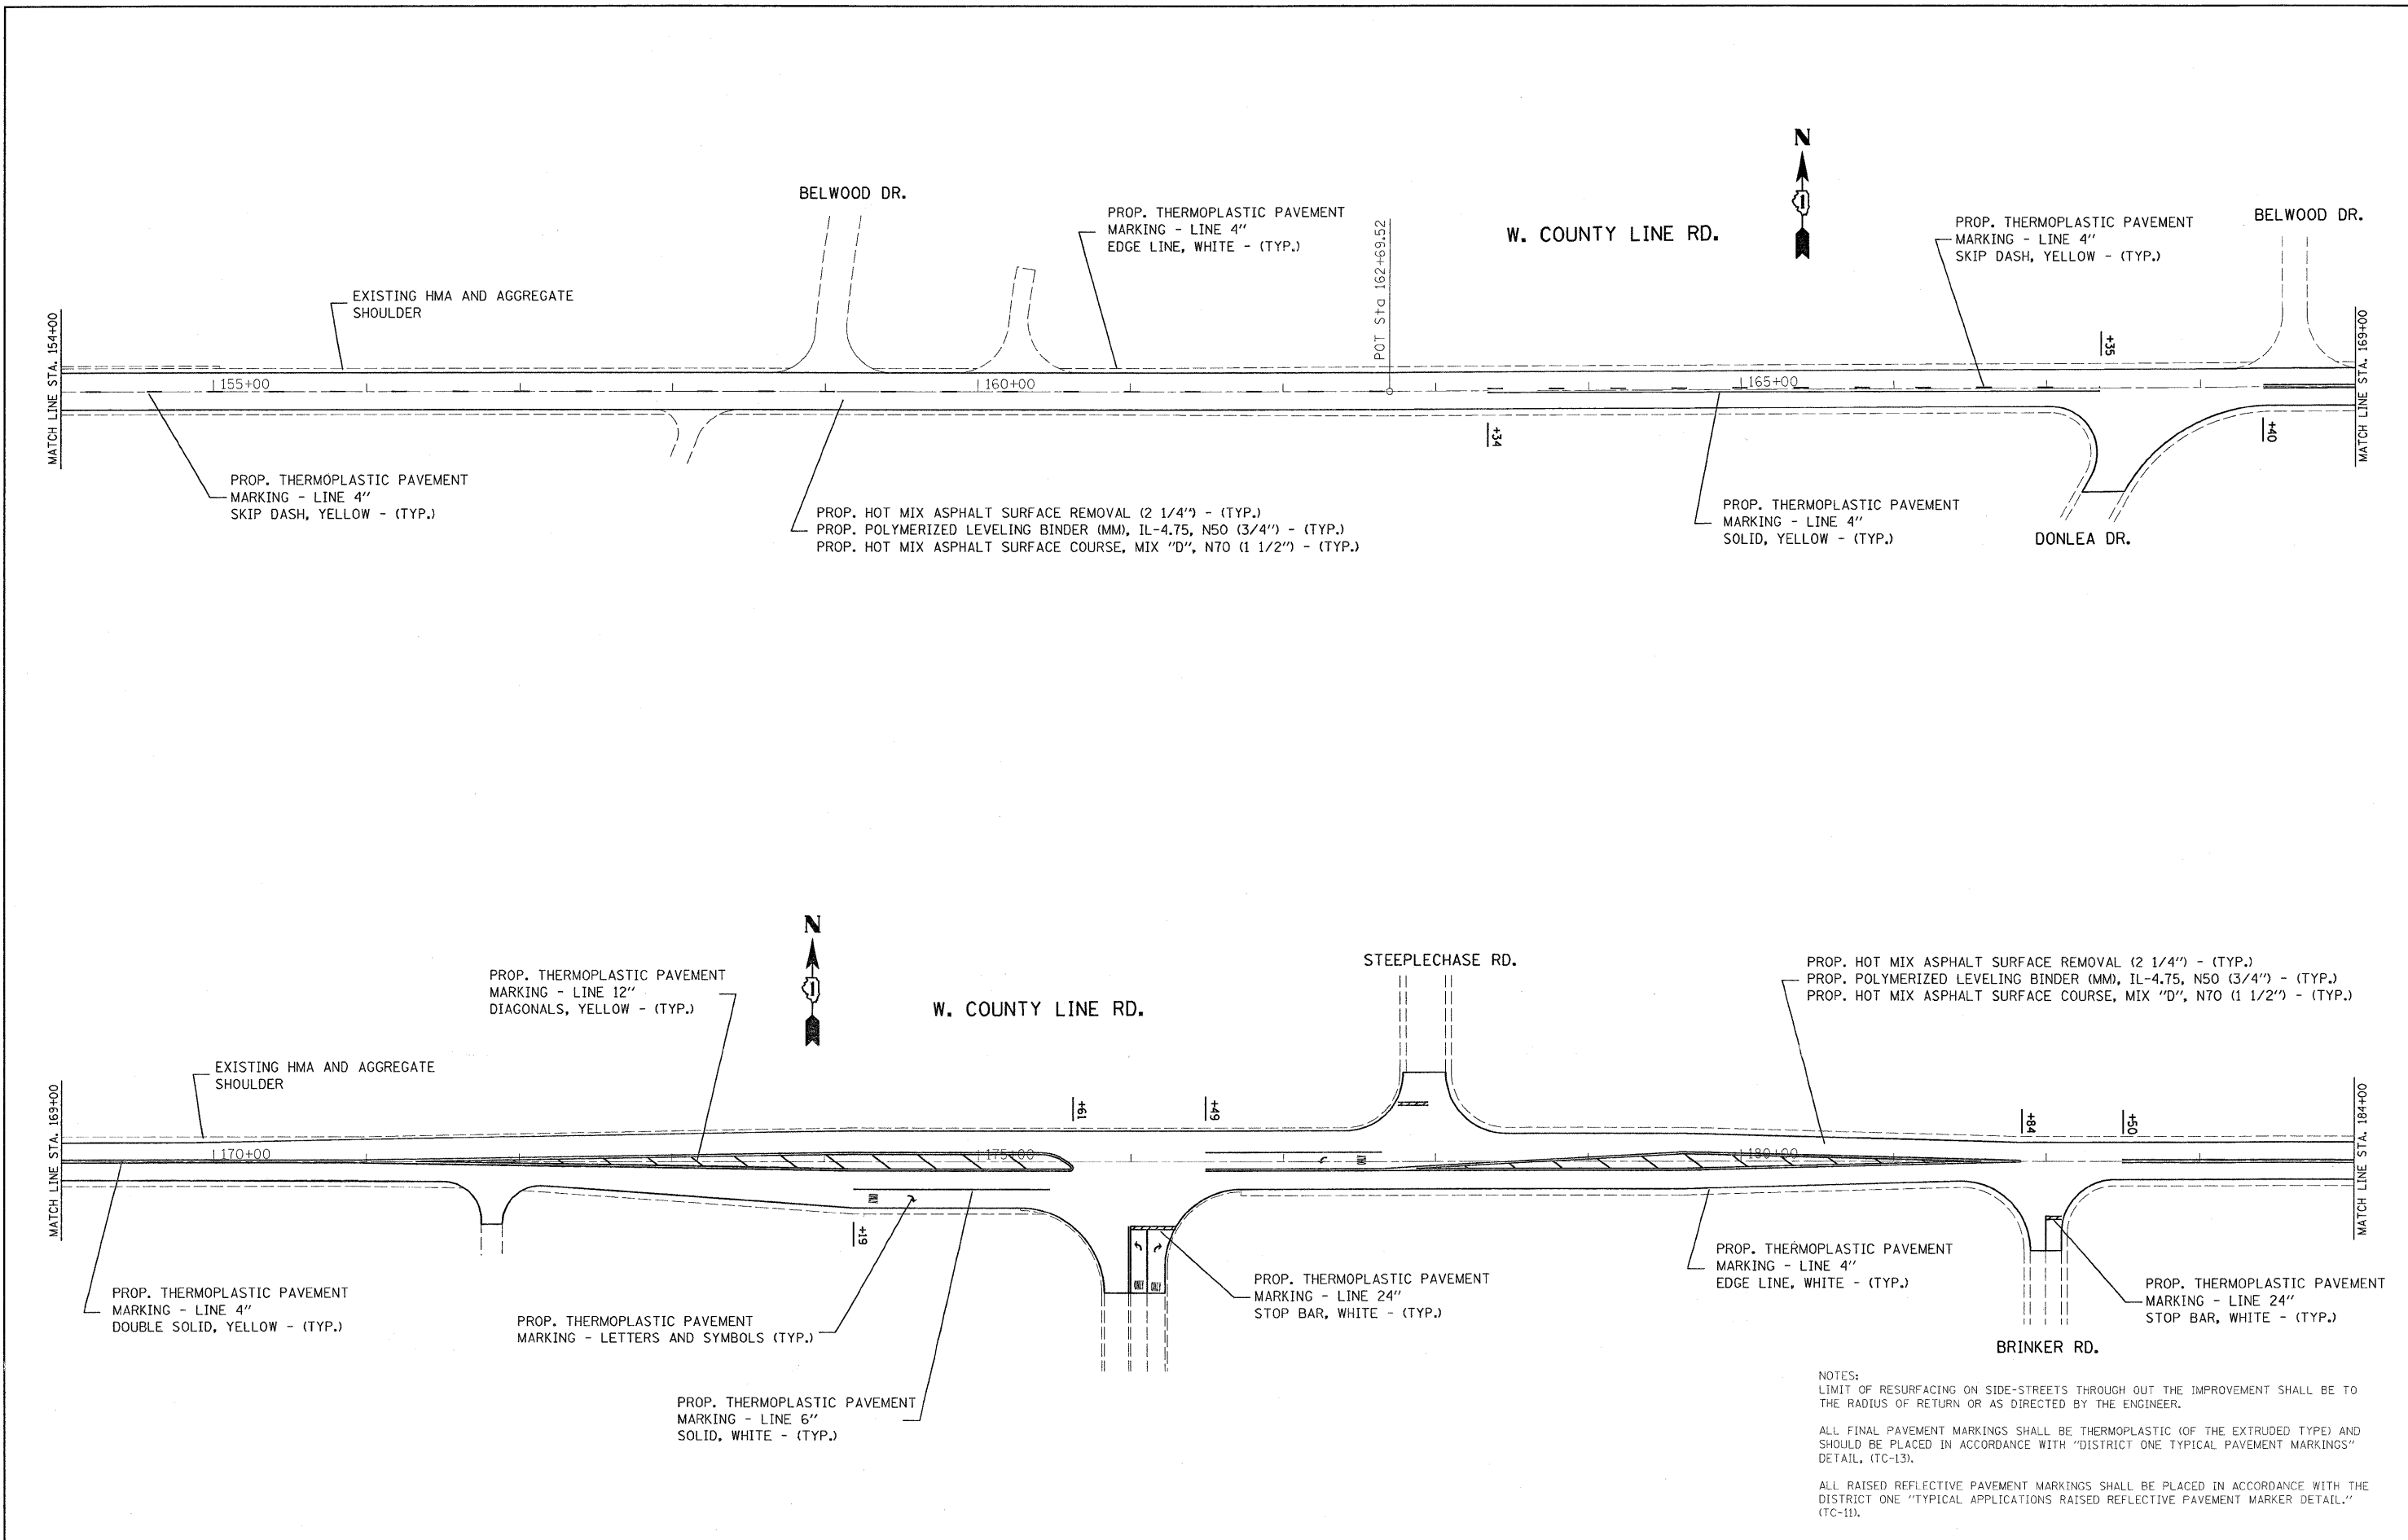 BELWOOD DR.
N
PROP. THERMOPLASTIC PAVEMENT
MARKING - LINE 4"
EDGE LINE, WHITE - (TYP.)
W. COUNTY LINE RD.
PROP. THERMOPLASTIC PAVEMENT
MARKING - LINE 4"
SKIP DASH, YELLOW - (TYP.)
BELWOOD DR.
EXISTING HMA AND AGGREGATE
SHOULDER
POT Sta 162+69.52
MATCH LINE STA. 154+00
155+00
160+00
165+00
+35
+34
+40
MATCH LINE STA. 169+00
PROP. THERMOPLASTIC PAVEMENT
MARKING - LINE 4"
SKIP DASH, YELLOW - (TYP.)
PROP. HOT MIX ASPHALT SURFACE REMOVAL (2 1/4") - (TYP.)
PROP. POLYMERIZED LEVELING BINDER (MM), IL-4.75, N50 (3/4") - (TYP.)
PROP. HOT MIX ASPHALT SURFACE COURSE, MIX "D", N70 (1 1/2") - (TYP.)
PROP. THERMOPLASTIC PAVEMENT
MARKING - LINE 4"
SOLID, YELLOW - (TYP.)
DONLEA DR.
N
PROP. THERMOPLASTIC PAVEMENT
MARKING - LINE 12"
DIAGONALS, YELLOW - (TYP.)
W. COUNTY LINE RD.
STEEPLECHASE RD.
PROP. HOT MIX ASPHALT SURFACE REMOVAL (2 1/4") - (TYP.)
PROP. POLYMERIZED LEVELING BINDER (MM), IL-4.75, N50 (3/4") - (TYP.)
PROP. HOT MIX ASPHALT SURFACE COURSE, MIX "D", N70 (1 1/2") - (TYP.)
EXISTING HMA AND AGGREGATE
SHOULDER
MATCH LINE STA. 169+00
+61
+49
+84
+50
170+00
175+00
180+00
ONLY
ONLY
+19
ONLY
ONLY
MATCH LINE STA. 184+00
PROP. THERMOPLASTIC PAVEMENT
MARKING - LINE 4"
DOUBLE SOLID, YELLOW - (TYP.)
PROP. THERMOPLASTIC PAVEMENT
MARKING - LETTERS AND SYMBOLS (TYP.)
PROP. THERMOPLASTIC PAVEMENT
MARKING - LINE 6"
SOLID, WHITE - (TYP.)
PROP. THERMOPLASTIC PAVEMENT
MARKING - LINE 24"
STOP BAR, WHITE - (TYP.)
PROP. THERMOPLASTIC PAVEMENT
MARKING - LINE 4"
EDGE LINE, WHITE - (TYP.)
PROP. THERMOPLASTIC PAVEMENT
MARKING - LINE 24"
STOP BAR, WHITE - (TYP.)
BRINKER RD.
NOTES:
LIMIT OF RESURFACING ON SIDE-STREETS THROUGH OUT THE IMPROVEMENT SHALL BE TO
THE RADIUS OF RETURN OR AS DIRECTED BY THE ENGINEER.
ALL FINAL PAVEMENT MARKINGS SHALL BE THERMOPLASTIC (OF THE EXTRUDED TYPE) AND
SHOULD BE PLACED IN ACCORDANCE WITH "DISTRICT ONE TYPICAL PAVEMENT MARKINGS"
DETAIL, (TC-13).
ALL RAISED REFLECTIVE PAVEMENT MARKINGS SHALL BE PLACED IN ACCORDANCE WITH THE
DISTRICT ONE "TYPICAL APPLICATIONS RAISED REFLECTIVE PAVEMENT MARKER DETAIL."
(TC-11).